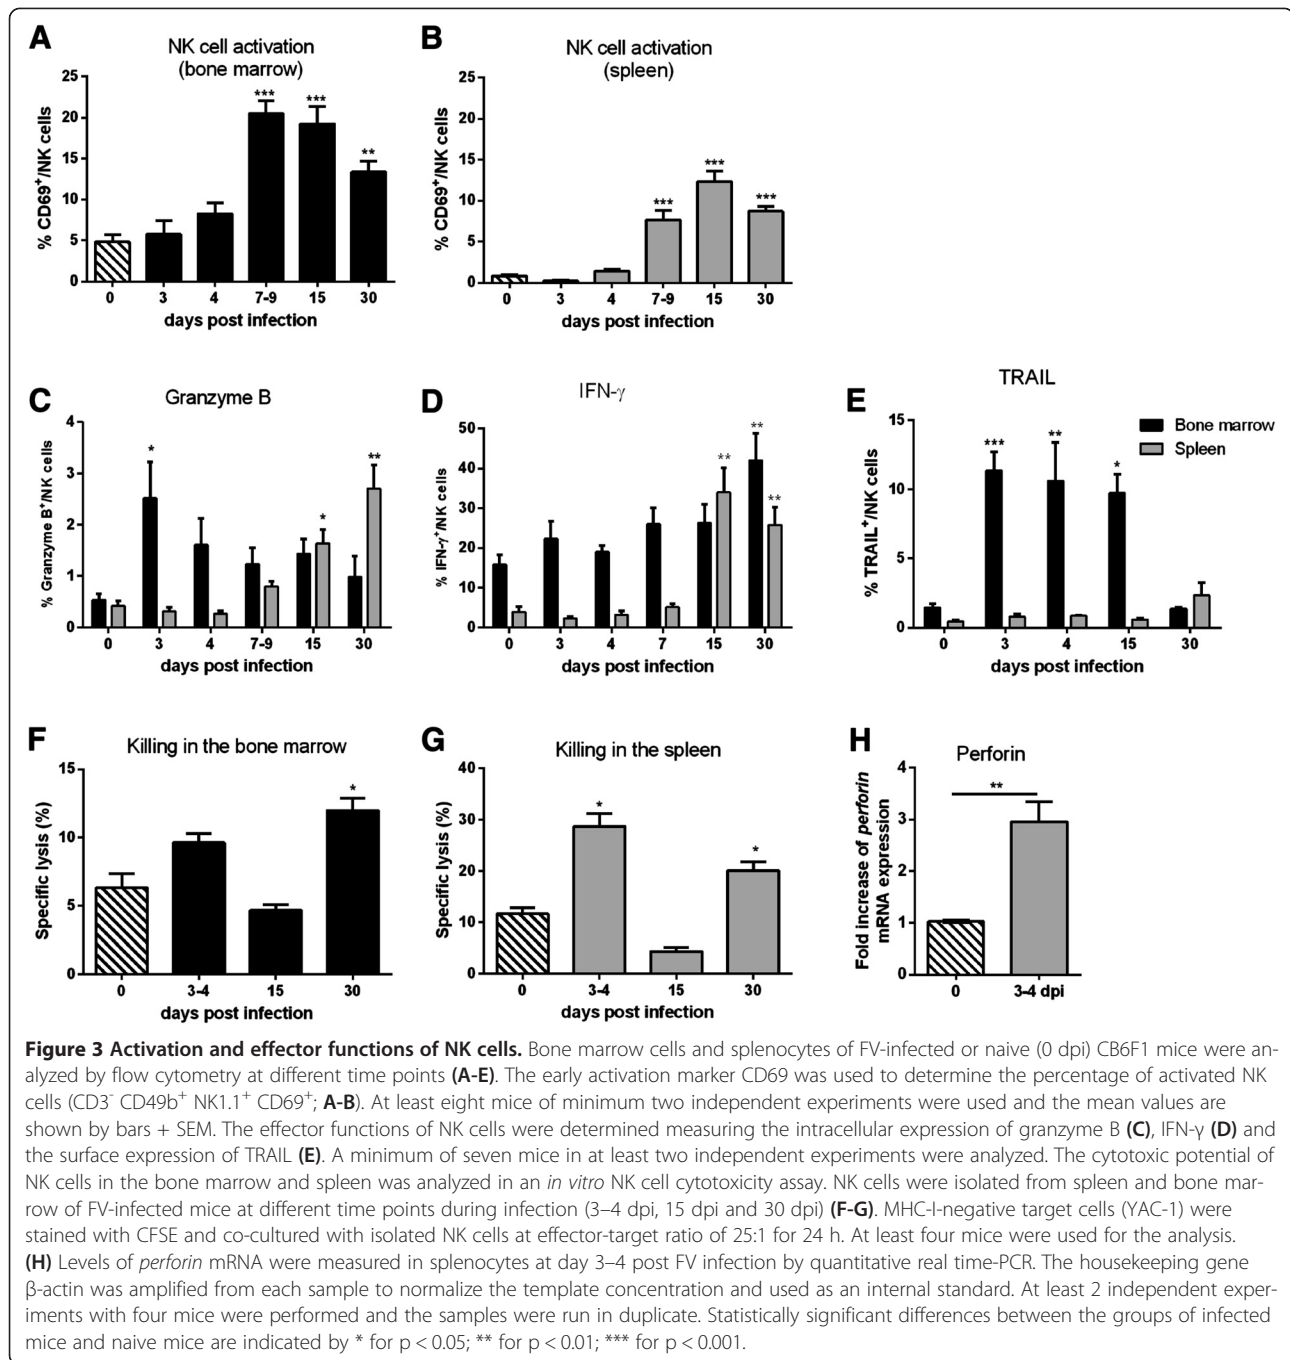 A
NK cell activation
(bone marrow)
% CD69⁺/NK cells
25
20
15
10
5
0
***
***
**
0 3 4 7-9 15 30
days post infection
B
NK cell activation
(spleen)
% CD69⁺/NK cells
25
20
15
10
5
0
***
***
***
0 3 4 7-9 15 30
days post infection
C
Granzyme B
% Granzyme B⁺/NK cells
4
3
2
1
0
*
*
**
0 3 4 7-9 15 30
days post infection
D
IFN-γ
% IFN-γ⁺/NK cells
50
40
30
20
10
0
**
**
**
0 3 4 7 15 30
days post infection
E
TRAIL
% TRAIL⁺/NK cells
15
10
5
0
***
**
*
Bone marrow
Spleen
0 3 4 15 30
days post infection
F
Killing in the bone marrow
Specific lysis (%)
15
10
5
0
*
0 3-4 15 30
days post infection
G
Killing in the spleen
Specific lysis (%)
40
30
20
10
0
*
*
0 3-4 15 30
days post infection
H
Perforin
Fold increase of perforin
mRNA expression
4
3
2
1
0
**
0 3-4 dpi
Figure 3 Activation and effector functions of NK cells. Bone marrow cells and splenocytes of FV-infected or naive (0 dpi) CB6F1 mice were an-
alyzed by flow cytometry at different time points (A-E). The early activation marker CD69 was used to determine the percentage of activated NK
cells (CD3⁻ CD49b⁺ NK1.1⁺ CD69⁺; A-B). At least eight mice of minimum two independent experiments were used and the mean values are
shown by bars + SEM. The effector functions of NK cells were determined measuring the intracellular expression of granzyme B (C), IFN-γ (D) and
the surface expression of TRAIL (E). A minimum of seven mice in at least two independent experiments were analyzed. The cytotoxic potential of
NK cells in the bone marrow and spleen was analyzed in an in vitro NK cell cytotoxicity assay. NK cells were isolated from spleen and bone mar-
row of FV-infected mice at different time points during infection (3–4 dpi, 15 dpi and 30 dpi) (F-G). MHC-I-negative target cells (YAC-1) were
stained with CFSE and co-cultured with isolated NK cells at effector-target ratio of 25:1 for 24 h. At least four mice were used for the analysis.
(H) Levels of perforin mRNA were measured in splenocytes at day 3–4 post FV infection by quantitative real time-PCR. The housekeeping gene
β-actin was amplified from each sample to normalize the template concentration and used as an internal standard. At least 2 independent exper-
iments with four mice were performed and the samples were run in duplicate. Statistically significant differences between the groups of infected
mice and naive mice are indicated by * for p < 0.05; ** for p < 0.01; *** for p < 0.001.